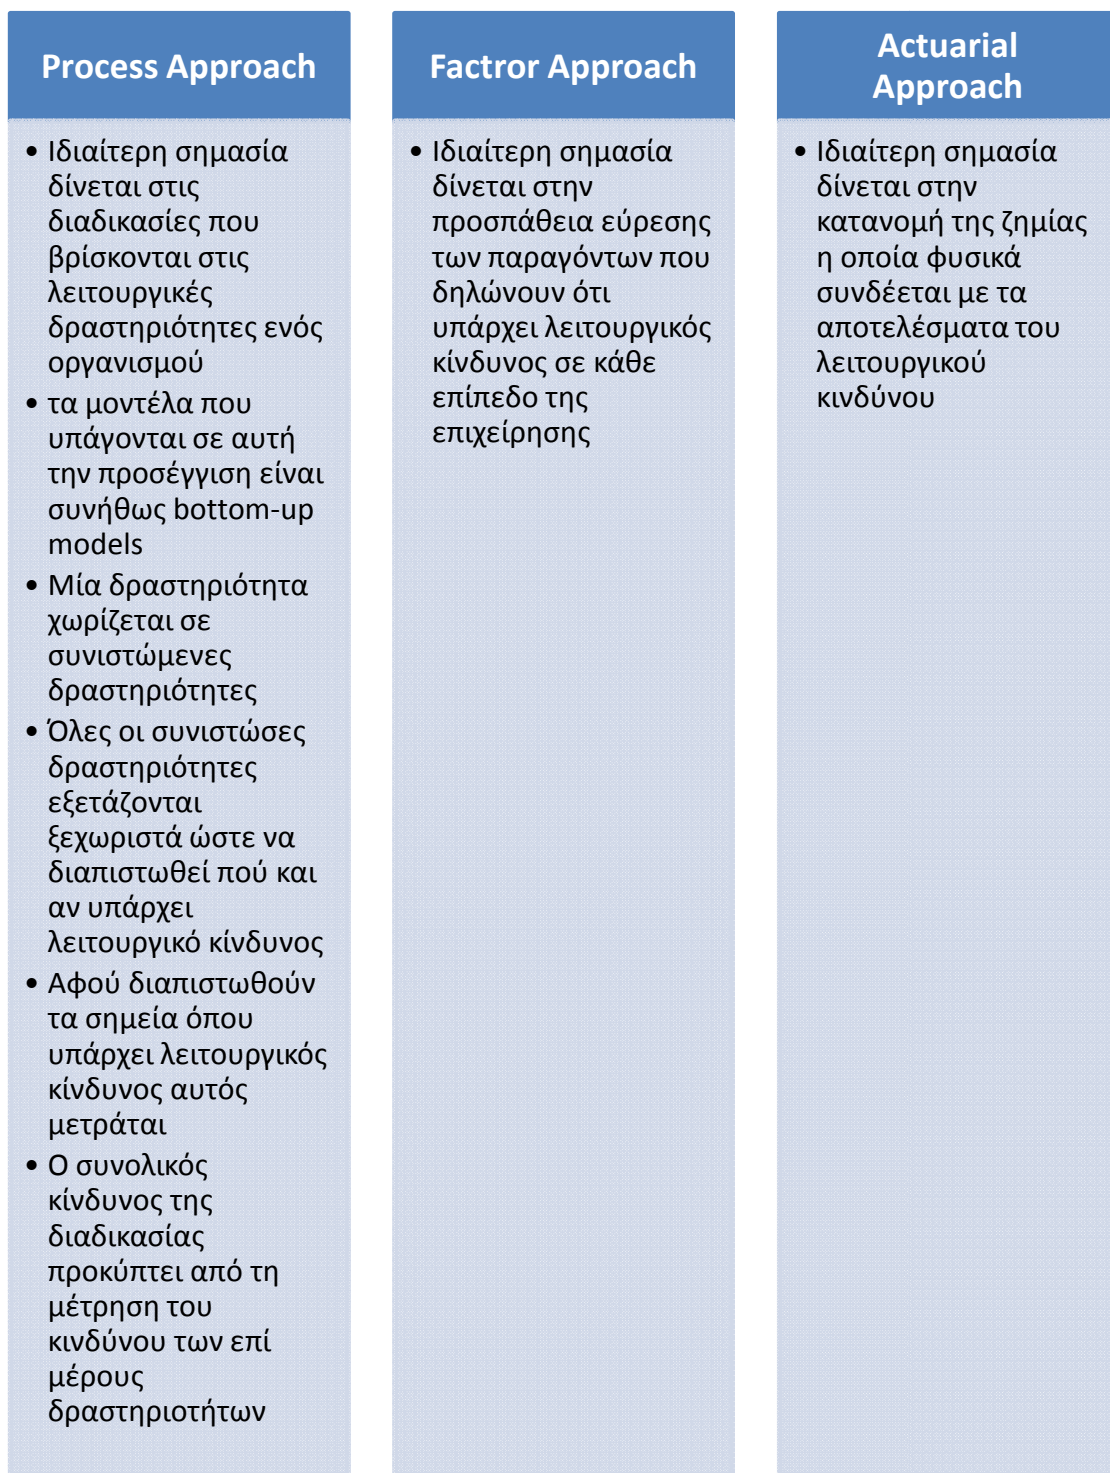 Process Approach
• Ιδιαίτερη σημασία
δίνεται στις
διαδικασίες που
βρίσκονται στις
λειτουργικές
δραστηριότητες ενός
οργανισμού
• τα μοντέλα που
υπάγονται σε αυτή
την προσέγγιση είναι
συνήθως bottom-up
models
• Μία δραστηριότητα
χωρίζεται σε
συνιστώμενες
δραστηριότητες
• Όλες οι συνιστώσες
δραστηριότητες
εξετάζονται
ξεχωριστά ώστε να
διαπιστωθεί πού και
αν υπάρχει
λειτουργικό κίνδυνος
• Αφού διαπιστωθούν
τα σημεία όπου
υπάρχει λειτουργικός
κίνδυνος αυτός
μετράται
• Ο συνολικός
κίνδυνος της
διαδικασίας
προκύπτει από τη
μέτρηση του
κινδύνου των επί
μέρους
δραστηριοτήτων
Factror Approach
• Ιδιαίτερη σημασία
δίνεται στην
προσπάθεια εύρεσης
των παραγόντων που
δηλώνουν ότι
υπάρχει λειτουργικός
κίνδυνος σε κάθε
επίπεδο της
επιχείρησης
Actuarial
Approach
• Ιδιαίτερη σημασία
δίνεται στην
κατανομή της ζημίας
η οποία φυσικά
συνδέεται με τα
αποτελέσματα του
λειτουργικού
κινδύνου